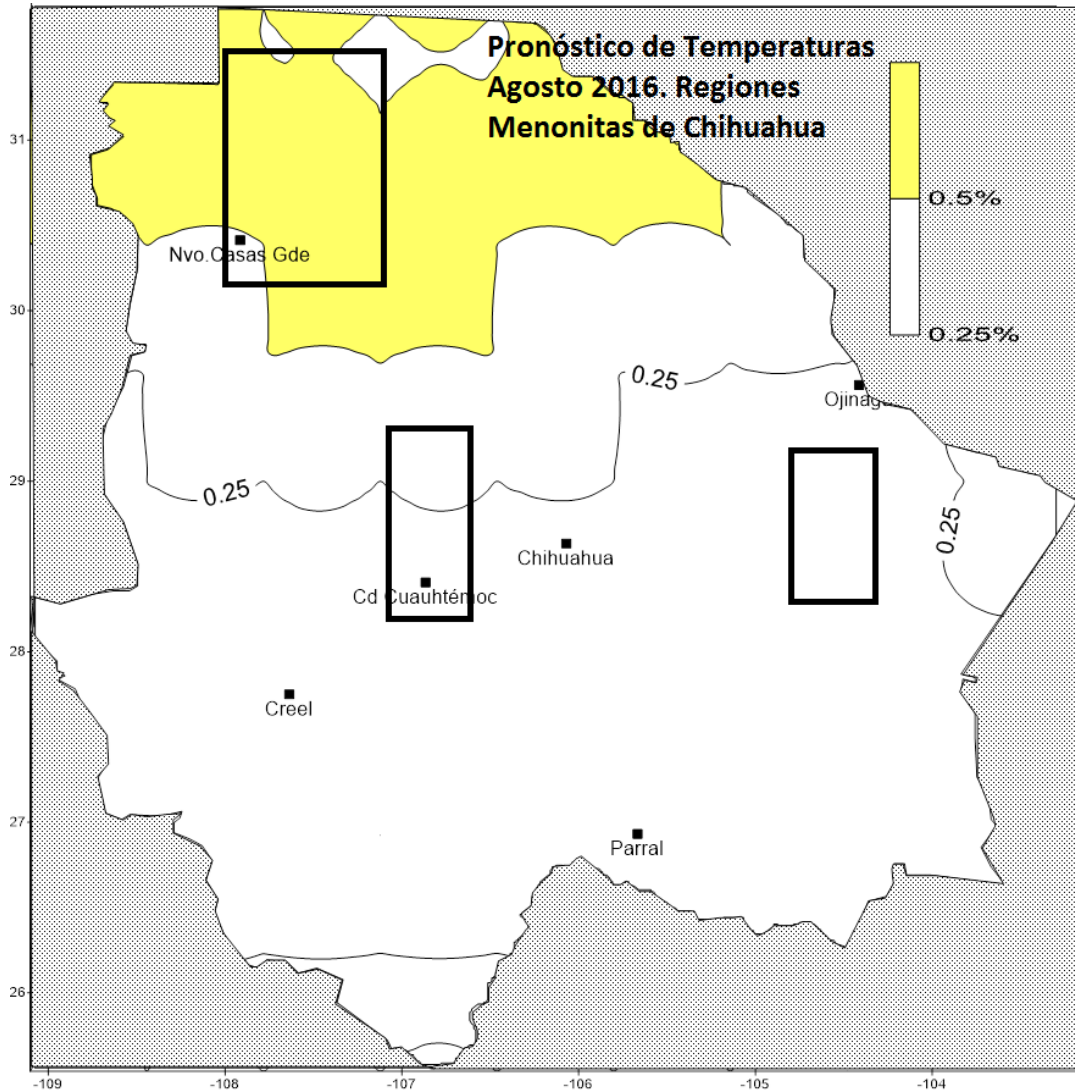 Pronóstico de Temperaturas
Agosto 2016. Regiones
Menonitas de Chihuahua
0.5%
0.25%
31
30
29
28
27
26
Nvo.Casas Gde
0.25
Ojinaga
0.25
0.25
Chihuahua
Cd Cuauhtémoc
Creel
Parral
-109
-108
-107
-106
-105
-104